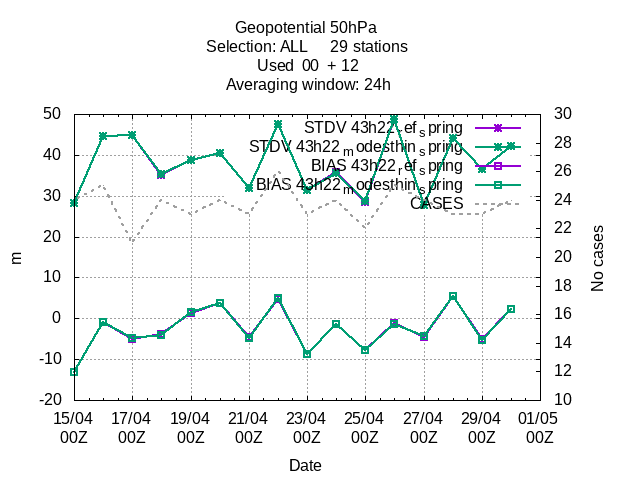 Geopotential 50hPa
Selection: ALL 29 stations
Used 00 + 12
Averaging window: 24h
STDV 43h22_ref_spring
STDV 43h22_modesthin_spring
BIAS 43h22_ref_spring
BIAS 43h22_modesthin_spring
CASES
50
40
30
20
10
0
-10
-20
m
30
28
26
24
22
20
18
16
14
12
10
No cases
15/04 17/04 19/04 21/04 23/04 25/04 27/04 29/04 01/05
00Z 00Z 00Z 00Z 00Z 00Z 00Z 00Z 00Z
Date